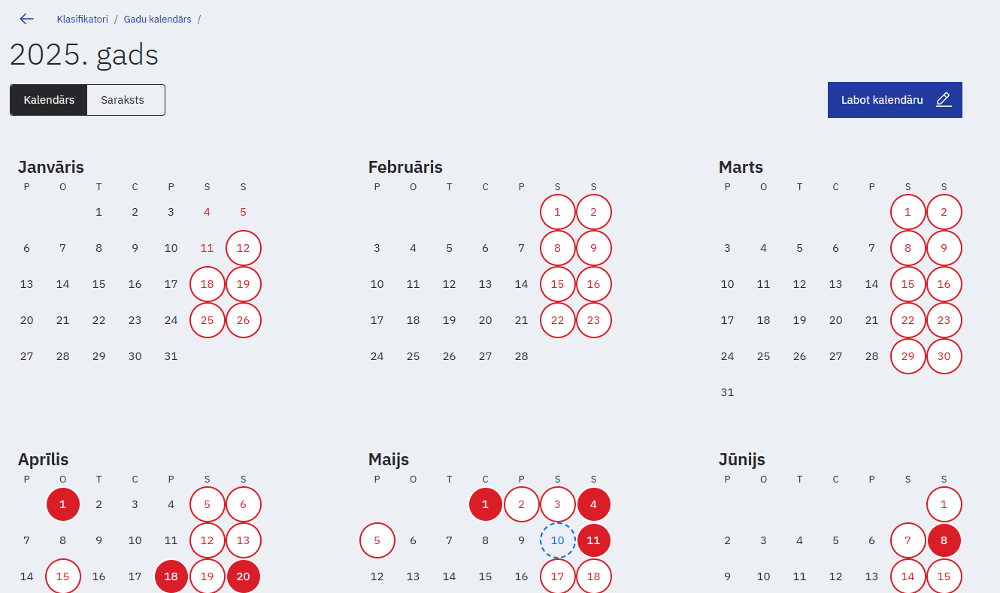 Klasifikatori / Gadu kalendārs /
2025. gads
Kalendārs Saraksts
Labot kalendāru
Janvāris
P O T C P S S
1 2 3 4 5
6 7 8 9 10 11 12
13 14 15 16 17 18 19
20 21 22 23 24 25 26
27 28 29 30 31
Februāris
P O T C P S S
1 2
3 4 5 6 7 8 9
10 11 12 13 14 15 16
17 18 19 20 21 22 23
24 25 26 27 28
Marts
P O T C P S S
1 2
3 4 5 6 7 8 9
10 11 12 13 14 15 16
17 18 19 20 21 22 23
24 25 26 27 28 29 30
31
Aprīlis
P O T C P S S
1 2 3 4 5 6
7 8 9 10 11 12 13
14 15 16 17 18 19 20
Maijs
P O T C P S S
1 2 3 4
5 6 7 8 9 10 11
12 13 14 15 16 17 18
Jūnijs
P O T C P S S
1
2 3 4 5 6 7 8
9 10 11 12 13 14 15